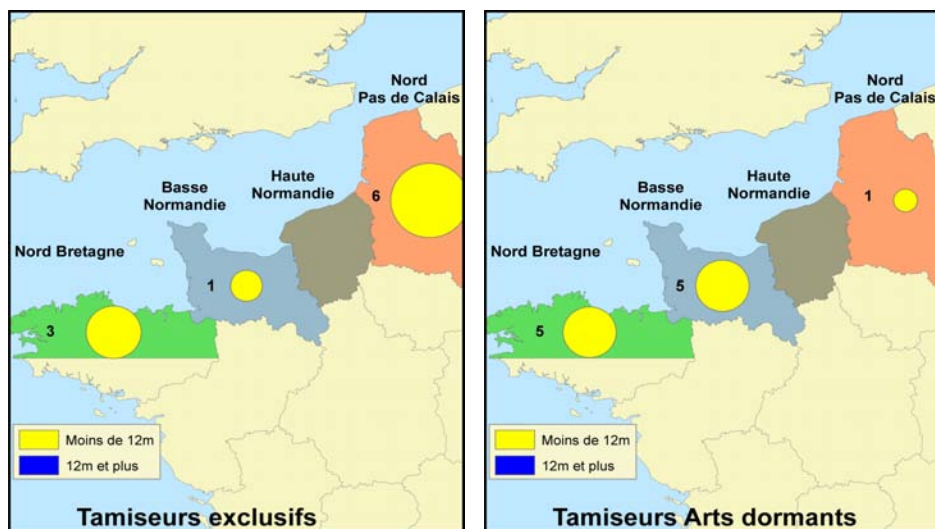 Nord
Pas de Calais
6
Haute
Normandie
Basse
Normandie
1
Nord Bretagne
3
Moins de 12m
12m et plus
Tamiseurs exclusifs
Nord
Pas de Calais
1
Haute
Normandie
Basse
Normandie
5
Nord Bretagne
5
Moins de 12m
12m et plus
Tamiseurs Arts dormants